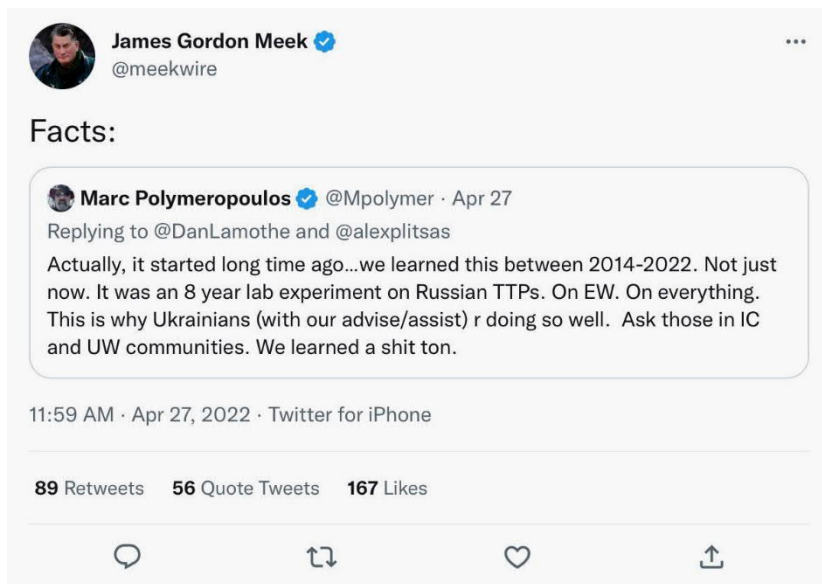 James Gordon Meek
@meekwire
Facts:
Marc Polymeropoulos @Mpolymer · Apr 27
Replying to @DanLamothe and @alexplitsas
Actually, it started long time ago...we learned this between 2014-2022. Not just
now. It was an 8 year lab experiment on Russian TTPs. On EW. On everything.
This is why Ukrainians (with our advise/assist) r doing so well.  Ask those in IC
and UW communities. We learned a shit ton.
11:59 AM · Apr 27, 2022 · Twitter for iPhone
89 Retweets 56 Quote Tweets 167 Likes